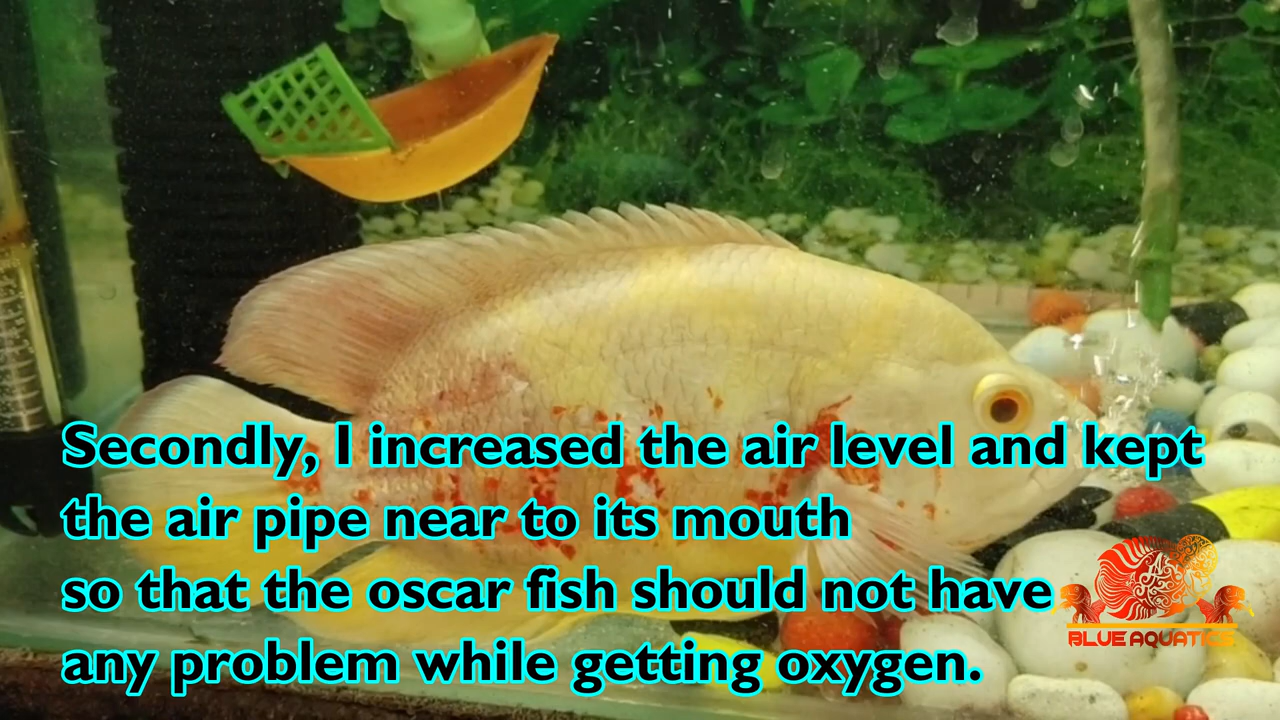 Secondly, I increased the air level and kept
the air pipe near to its mouth
so that the oscar fish should not have
any problem while getting oxygen.
BLUE AQUATICS